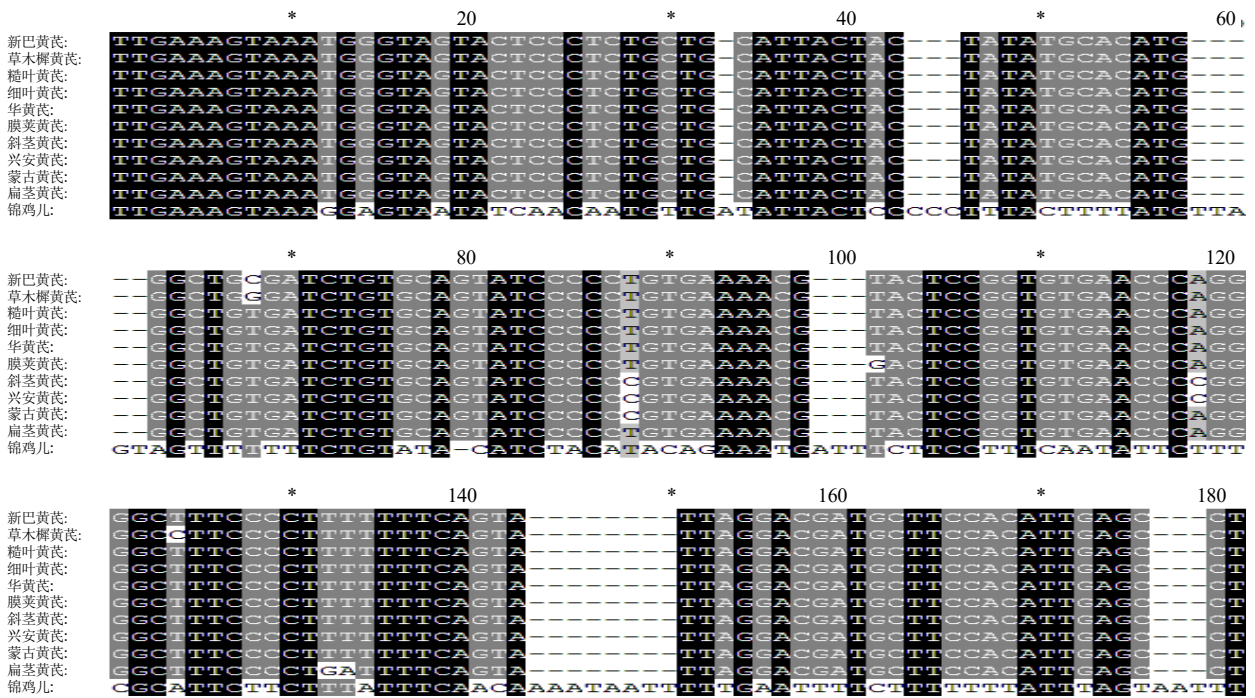 * 20 * 40 * 60
新巴黄芪: TTGAAAGTAAATGGGTAGTACTCCCTCTGCTG-CATTACTAC---TATATGCACATG---
草木樨黄芪: TTGAAAGTAAATGGGTAGTACTCCCTCTGCTG-CATTACTAC---TATATGCACATG---
糙叶黄芪: TTGAAAGTAAATGGGTAGTACTCCCTCTGCTG-CATTACTAC---TATATGCACATG---
细叶黄芪: TTGAAAGTAAATGGGTAGTACTCCCTCTGCTG-CATTACTAC---TATATGCACATG---
华黄芪: TTGAAAGTAAATGGGTAGTACTCCCTCTGCTG-CATTACTAC---TATATGCACATG---
膜荚黄芪: TTGAAAGTAAATGGGTAGTACTCCCTCTGCTG-CATTACTAC---TATATGCACATG---
斜茎黄芪: TTGAAAGTAAATGGGTAGTACTCCCTCTGCTG-CATTACTAC---TATATGCACATG---
兴安黄芪: TTGAAAGTAAATGGGTAGTACTCCCTCTGCTG-CATTACTAC---TATATGCACATG---
蒙古黄芪: TTGAAAGTAAATGGGTAGTACTCCCTCTGCTG-CATTACTAC---TATATGCACATG---
扁茎黄芪: TTGAAAGTAAATGGGTAGTACTCCCTCTGCTG-CATTACTAC---TATATGCACATG---
锦鸡儿: TTGAAAGTAAAGGAGTAATATCAACAATGTTGATATTACTCCCCCTTTACTTTTATGTTA
* 80 * 100 * 120
新巴黄芪: --GGCTGCGATCTGTGCAGTATCCCCCTGTGAAAACG---TACTCCGGTGTGAACCCAGG
草木樨黄芪: --GGCTGGGATCTGTGCAGTATCCCCCTGTGAAAACG---TACTCCGGTGTGAACCCAGG
糙叶黄芪: --GGCTGTGATCTGTGCAGTATCCCCCTGTGAAAACG---TACTCCGGTGTGAACCCAGG
细叶黄芪: --GGCTGTGATCTGTGCAGTATCCCCCTGTGAAAACG---TACTCCGGTGTGAACCCAGG
华黄芪: --GGCTGTGATCTGTGCAGTATCCCCCTGTGAAAACG---TACTCCGGTGTGAACCCAGG
膜荚黄芪: --GGCTGTGATCTGTGCAGTATCCCCCTGTGAAAACG---GACTCCGGTGTGAACCCAGG
斜茎黄芪: --GGCTGTGATCTGTGCAGTATCCCCCCGTGAAAACG---TACTCCGGTGTGAACCCCGG
兴安黄芪: --GGCTGTGATCTGTGCAGTATCCCCCCGTGAAAACG---TACTCCGGTGTGAACCCCGG
蒙古黄芪: --GGCTGTGATCTGTGCAGTATCCCCCCGTGAAAACG---TACTCCGGTGTGAACCCAGG
扁茎黄芪: --GGCTGTGATCTGTGCAGTATCCCCCTGTGAAAACG---TACTCCGGTGTGAACCCAGG
锦鸡儿: GTAGTTTTTTTCTGTATA-CATCTACATACAGAAATGATTTCTTCCTTTCAATATTCTTT
* 140 * 160 * 180
新巴黄芪: GGCTTTCCCCTTTTTTTCAGTA--------TTAGGACGATGCTTCCACATTGAGC---CT
草木樨黄芪: GGCCTTCCCCTTTTTTTCAGTA--------TTAGGACGATGCTTCCACATTGAGC---CT
糙叶黄芪: GGCTTTCCCCTTTTTTTCAGTA--------TTAGGACGATGCTTCCACATTGAGC---CT
细叶黄芪: GGCTTTCCCCTTTTTTTCAGTA--------TTAGGACGATGCTTCCACATTGAGC---CT
华黄芪: GGCTTTCCCCTTTTTTTCAGTA--------TTAGGACGATGCTTCCACATTGAGC---CT
膜荚黄芪: GGCTTTCCCCTTTTTTTCAGTA--------TTAGGACGATGCTTCCACATTGAGC---CT
斜茎黄芪: GGCTTTCCCCTTTTTTTCAGTA--------TTAGGACGATGCTTCCACATTGAGC---CT
兴安黄芪: GGCTTTCCCCTTTTTTTCAGTA--------TTAGGACGATGCTTCCACATTGAGC---CT
蒙古黄芪: GGCTTTCCCCTTTTTTTCAGTA--------TTAGGACGATGCTTCCACATTGAGC---CT
扁茎黄芪: GGCTTTCCCCTGATTTTCAGTA--------TTAGGACGATGCTTCCACATTGAGC---CT
锦鸡儿: CGCATTCTTCTTTATTTCAACAAAATAATTTTTGAATTTTCTTTTTTTATTACTAATTTT